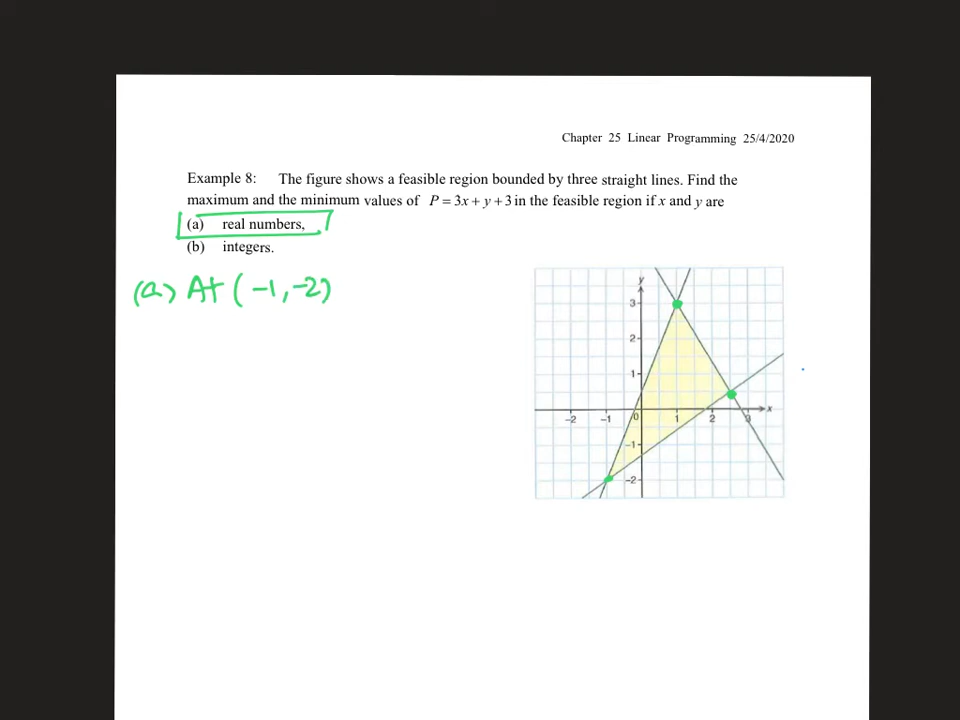 Chapter 25 Linear Programming 25/4/2020
Example 8: The figure shows a feasible region bounded by three straight lines. Find the
maximum and the minimum values of P = 3x + y + 3 in the feasible region if x and y are
(a) real numbers,
(b) integers.
(a) At (-1, -2)
y
3
2
1
-2 -1 0 1 2 3 x
-1
-2